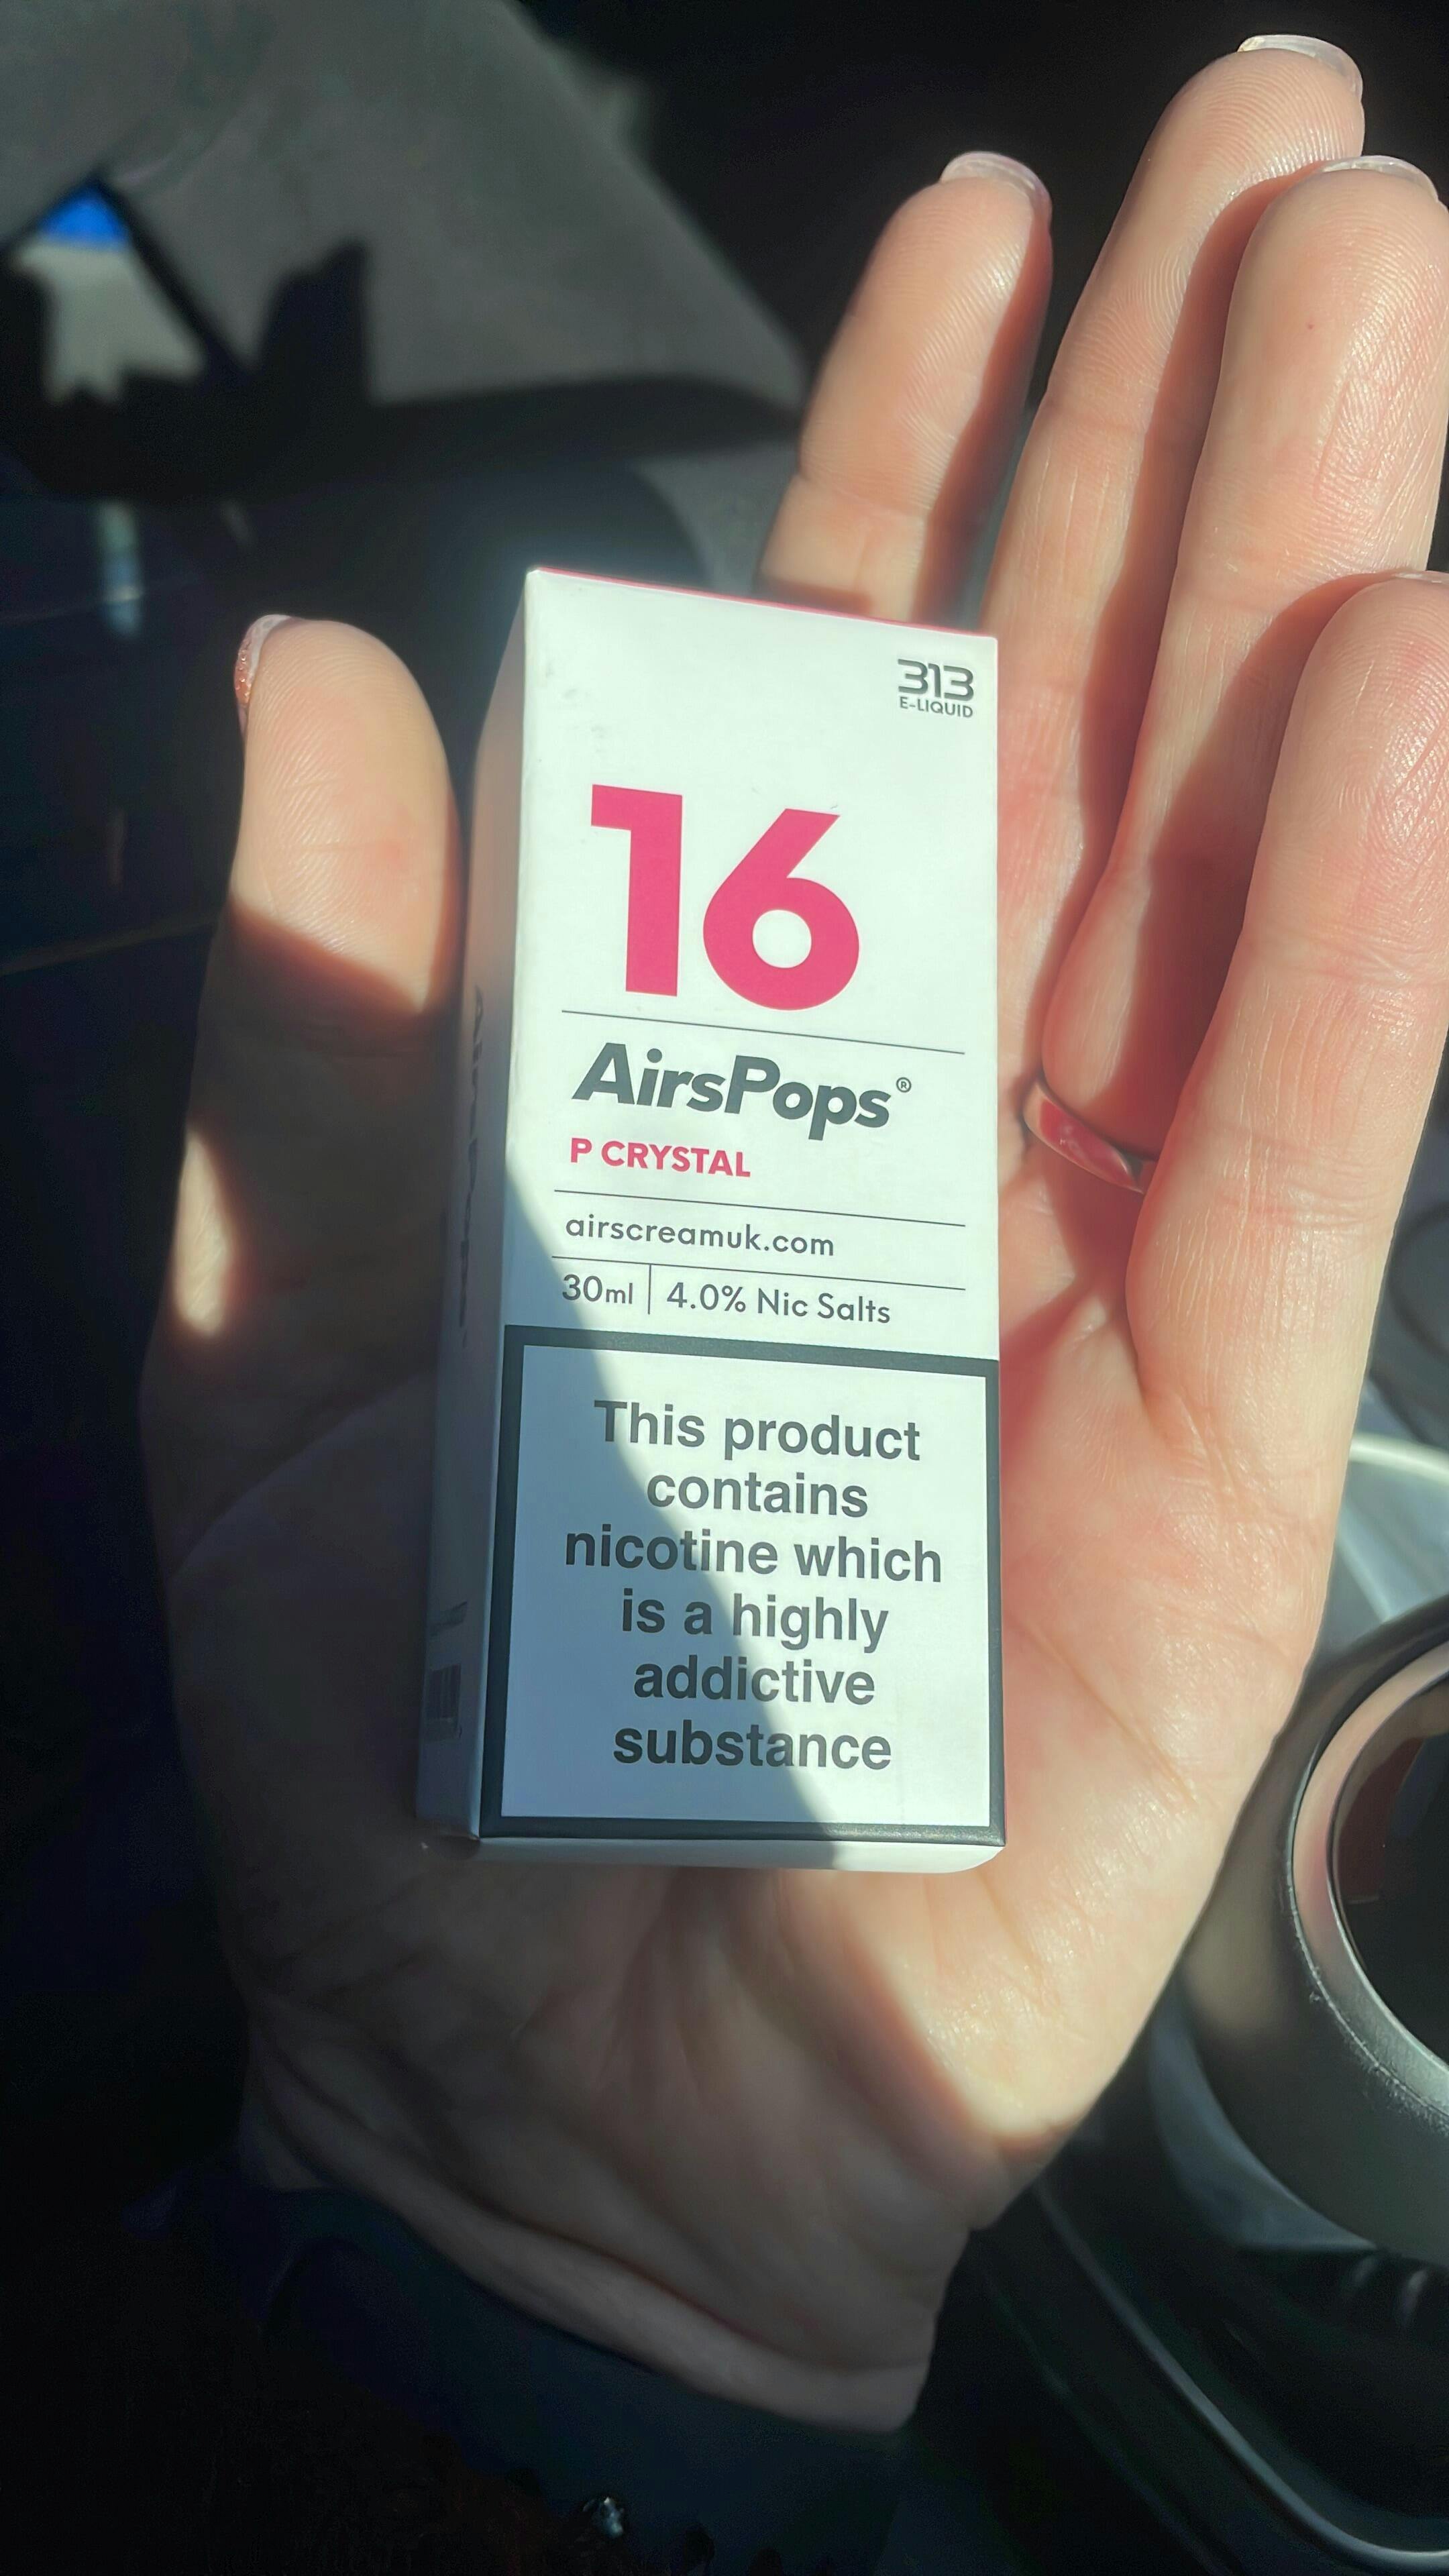 313
E-LIQUID
16
AirsPops®
P CRYSTAL
airscreamuk.com
30ml | 4.0% Nic Salts
This product
contains
nicotine which
is a highly
addictive
substance